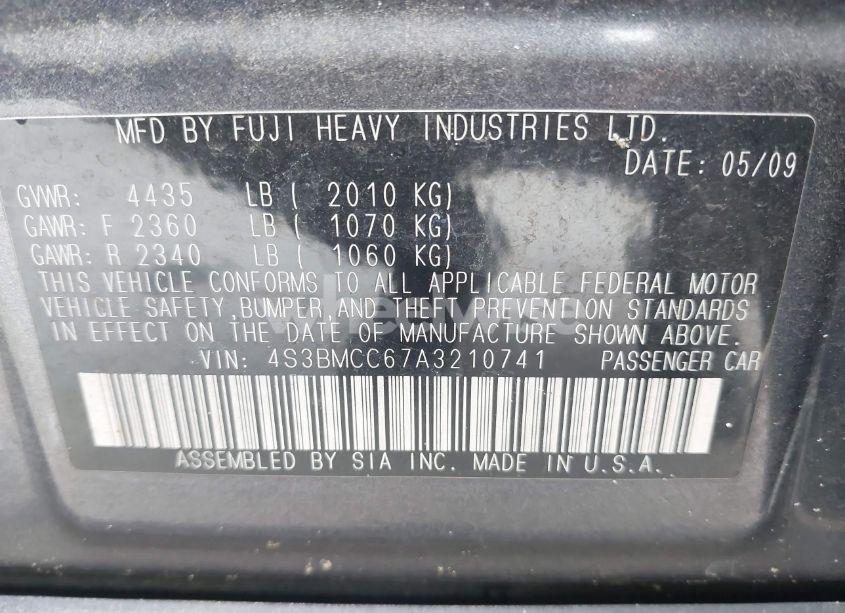 MFD BY FUJI HEAVY INDUSTRIES LTD.
DATE: 05/09
GVWR: 4435 LB ( 2010 KG)
GAWR: F 2360 LB ( 1070 KG)
GAWR: R 2340 LB ( 1060 KG)
THIS VEHICLE CONFORMS TO ALL APPLICABLE FEDERAL MOTOR
VEHICLE SAFETY,BUMPER,AND THEFT PREVENTION STANDARDS
IN EFFECT ON THE DATE OF MANUFACTURE SHOWN ABOVE.
VIN: 4S3BMCC67A3210741 PASSENGER CAR
ASSEMBLED BY SIA INC. MADE IN U.S.A.